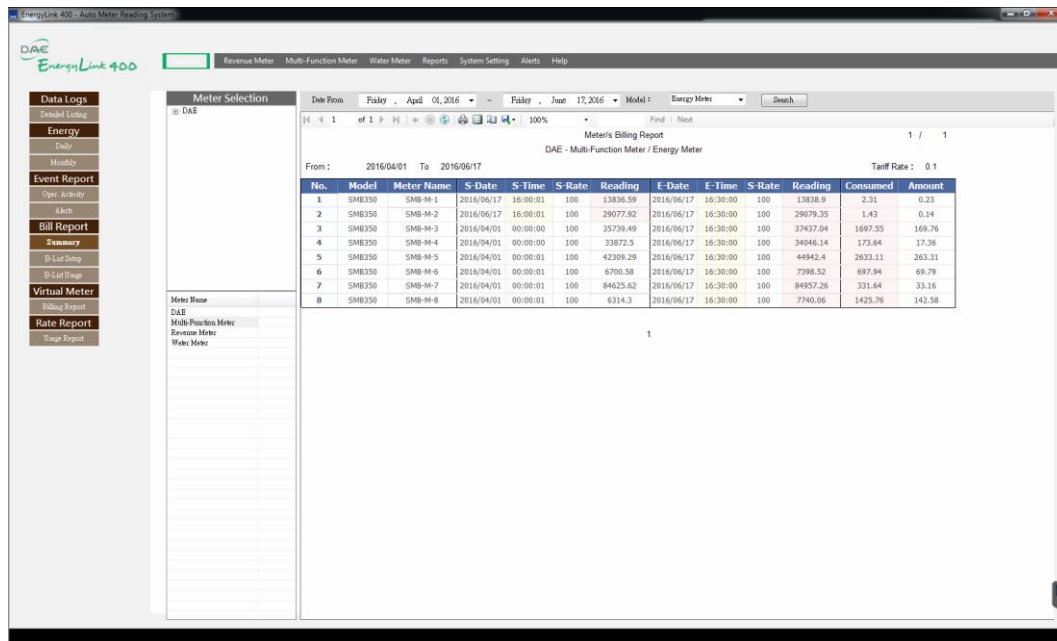 EnergyLink 400 - Auto Meter Reading System
DAE
EnergyLink 400
Revenue Meter Multi-Function Meter Water Meter Reports System Setting Alerts Help
Data Logs
Detailed Listing
Energy
Daily
Monthly
Event Report
Oper. Activity
Alerts
Bill Report
Summary
B-List Setup
B-List Usage
Virtual Meter
Billing Report
Rate Report
Usage Report
Meter Selection
DAE
Meter Name
DAE
Multi-Function Meter
Revenue Meter
Water Meter
Date From Friday , April 01, 2016 - Friday , June 17, 2016 Model : Energy Meter Search
1 of 1 100% Find | Next
Meter/s Billing Report 1 / 1
DAE - Multi-Function Meter / Energy Meter
From : 2016/04/01 To 2016/06/17 Tariff Rate : 0.1
No. Model Meter Name S-Date S-Time S-Rate Reading E-Date E-Time S-Rate Reading Consumed Amount
1 SMB350 SMB-M-1 2016/06/17 16:00:01 100 13836.59 2016/06/17 16:30:00 100 13838.9 2.31 0.23
2 SMB350 SMB-M-2 2016/06/17 16:00:01 100 29077.92 2016/06/17 16:30:00 100 29079.35 1.43 0.14
3 SMB350 SMB-M-3 2016/04/01 00:00:00 100 35739.49 2016/06/17 16:30:00 100 37437.04 1697.55 169.76
4 SMB350 SMB-M-4 2016/04/01 00:00:00 100 33872.5 2016/06/17 16:30:00 100 34046.14 173.64 17.36
5 SMB350 SMB-M-5 2016/04/01 00:00:01 100 42309.29 2016/06/17 16:30:00 100 44942.4 2633.11 263.31
6 SMB350 SMB-M-6 2016/04/01 00:00:01 100 6700.58 2016/06/17 16:30:00 100 7398.52 697.94 69.79
7 SMB350 SMB-M-7 2016/04/01 00:00:01 100 84625.62 2016/06/17 16:30:00 100 84957.26 331.64 33.16
8 SMB350 SMB-M-8 2016/04/01 00:00:01 100 6314.3 2016/06/17 16:30:00 100 7740.06 1425.76 142.58
1